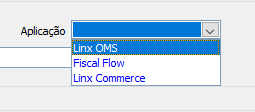 Aplicação
Linx OMS
Fiscal Flow
Linx Commerce